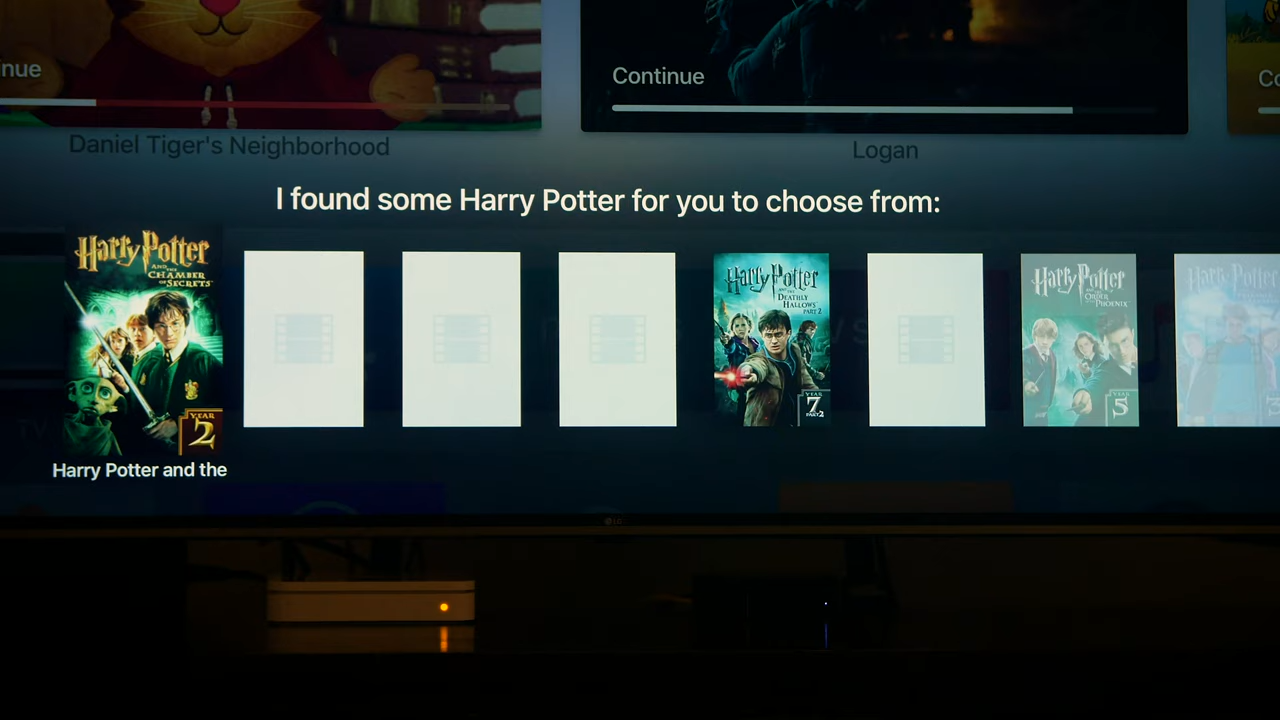 nue
Continue
Co
Daniel Tiger's Neighborhood
Logan
I found some Harry Potter for you to choose from:
Harry Potter
AND THE
CHAMBER
OF SECRETS
YEAR
2
Harry Potter
AND THE
DEATHLY
HALLOWS
PART 2
YEAR
7
PART 2
Harry Potter
AND THE
ORDER
OF THE
PHOENIX
YEAR
5
Harry Potter and the
LG